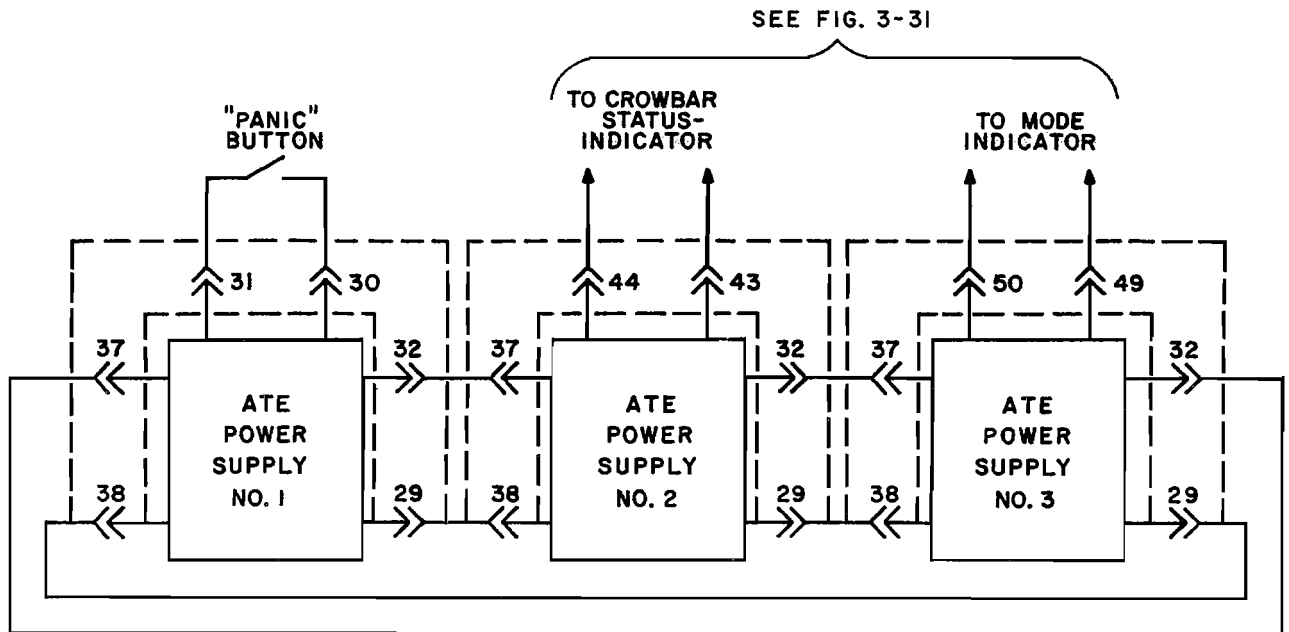 SEE FIG. 3-31
"PANIC"
BUTTON
TO CROWBAR
STATUS-
INDICATOR
TO MODE
INDICATOR
31
30
44
43
50
49
37
32
37
32
37
32
ATE
POWER
SUPPLY
NO. 1
ATE
POWER
SUPPLY
NO. 2
ATE
POWER
SUPPLY
NO. 3
38
29
38
29
38
29